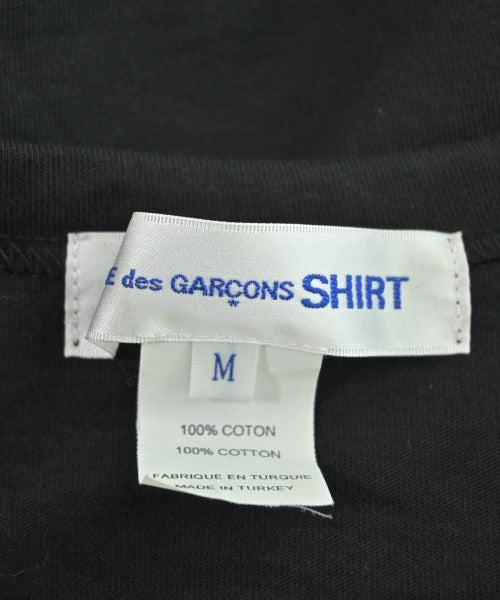 E des GARÇONS SHIRT
*
M
100% COTON
100% COTTON
FABRIQUE EN TURQUIE
MADE IN TURKEY